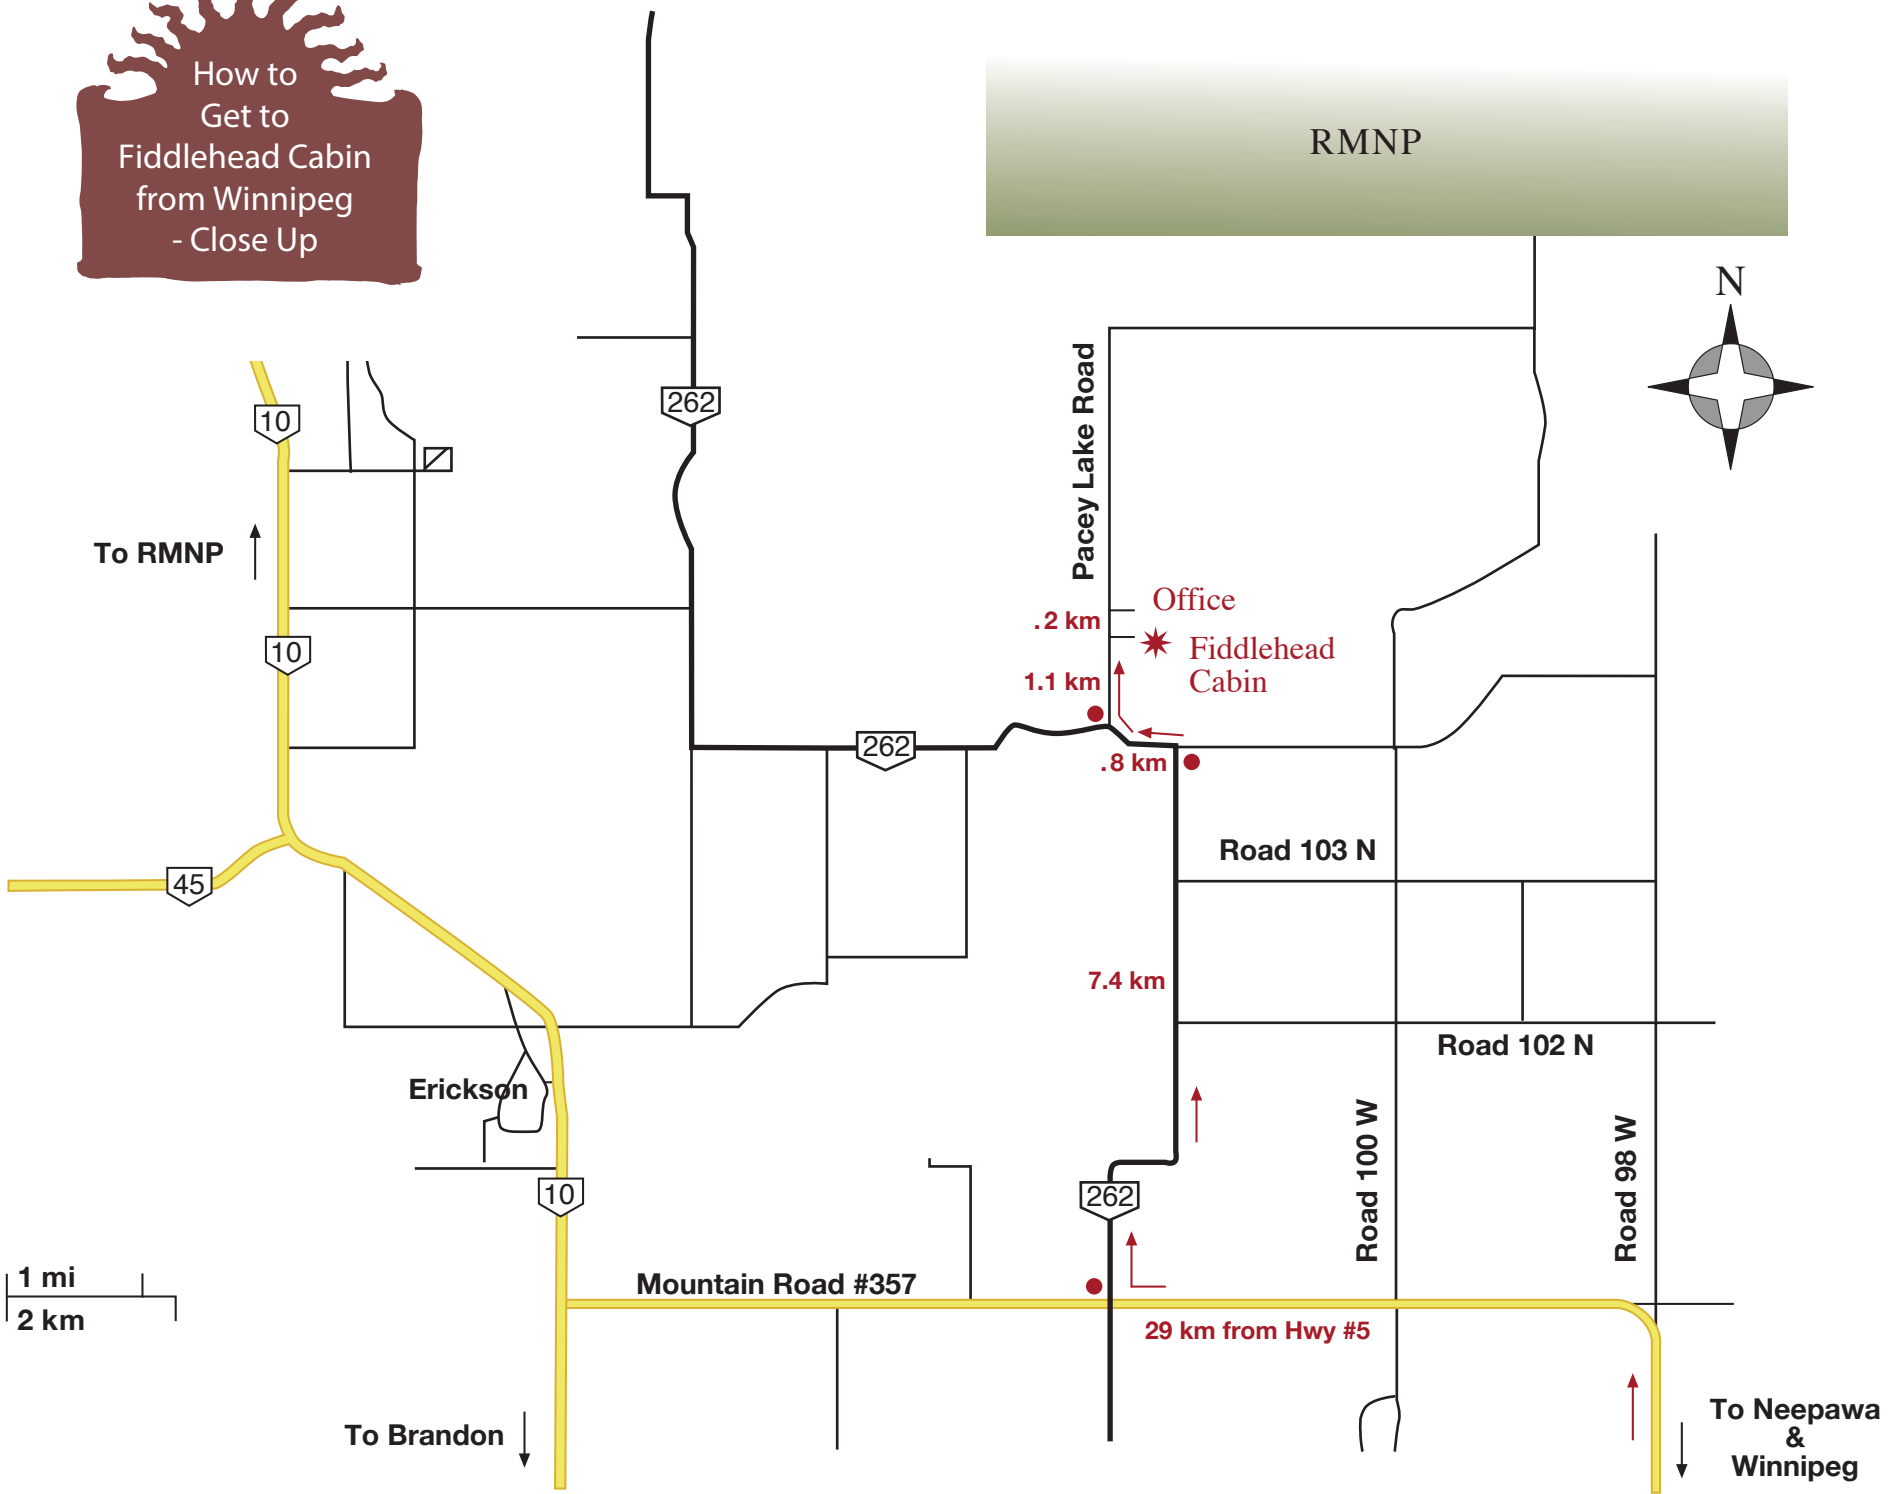 How to
Get to
Fiddlehead Cabin
from Winnipeg
- Close Up
RMNP
N
262
10
Pacey Lake Road
To RMNP
Office
.2 km
10
Fiddlehead
Cabin
1.1 km
262
.8 km
Road 103 N
45
7.4 km
Road 102 N
Erickson
10
262
Road 100 W
Road 98 W
1 mi
2 km
Mountain Road #357
29 km from Hwy #5
To Brandon
To Neepawa
&
Winnipeg